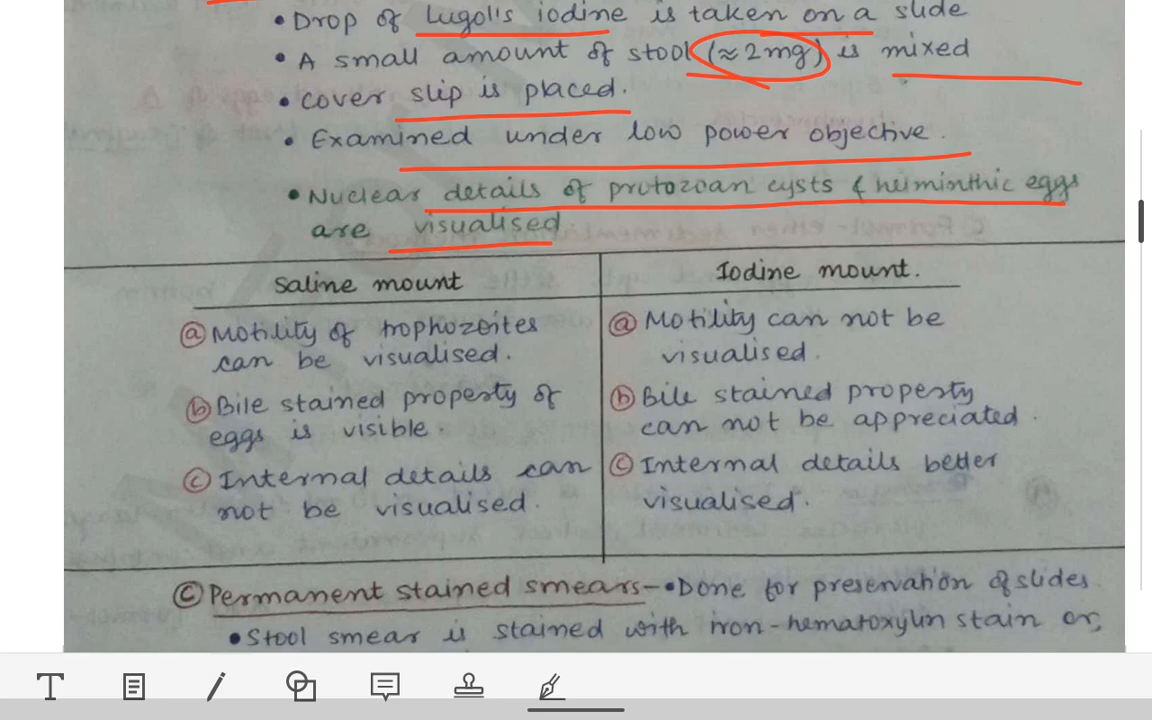 • Drop of Lugol's iodine is taken on a slide
• A small amount of stool (≈ 2mg) is mixed
• Cover slip is placed.
• Examined under low power objective.
• Nuclear details of protozoan cysts & helminthic eggs
are visualised
Saline mount
ⓐ Motility of trophozoites
can be visualised.
ⓑ Bile stained property of
eggs is visible.
ⓒ Internal details can
not be visualised.
Iodine mount.
ⓐ Motility can not be
visualised.
ⓑ Bile stained property
can not be appreciated.
ⓒ Internal details better
visualised.
Ⓒ Permanent stained smears - • Done for preservation of slides.
• Stool smear is stained with iron-hematoxylin stain or,
T